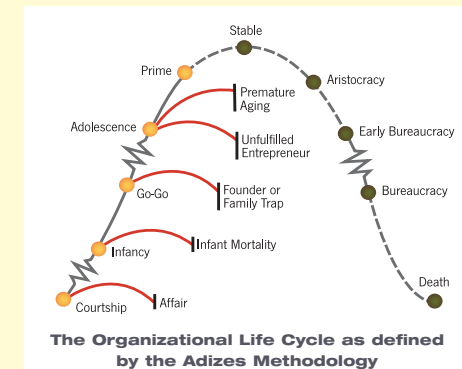 Stable
Prime
Aristocracy
Premature
Aging
Adolescence
Early Bureaucracy
Unfulfilled
Entrepreneur
Go-Go
Founder or
Family Trap
Bureaucracy
Infant Mortality
Infancy
Death
Courtship
Affair
The Organizational Life Cycle as defined
by the Adizes Methodology